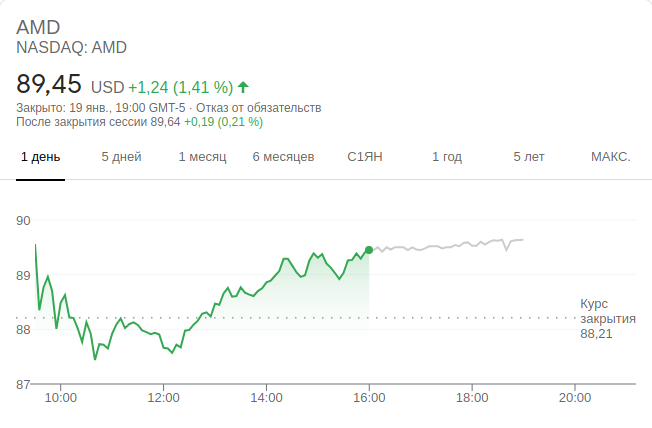 AMD
NASDAQ: AMD
89,45 USD +1,24 (1,41 %)
Закрыто: 19 янв., 19:00 GMT-5 · Отказ от обязательств
После закрытия сессии 89,64 +0,19 (0,21 %)
1 день 5 дней 1 месяц 6 месяцев С1ЯН 1 год 5 лет МАКС.
90
89
Курс
закрытия
88
88,21
87
10:00 12:00 14:00 16:00 18:00 20:00